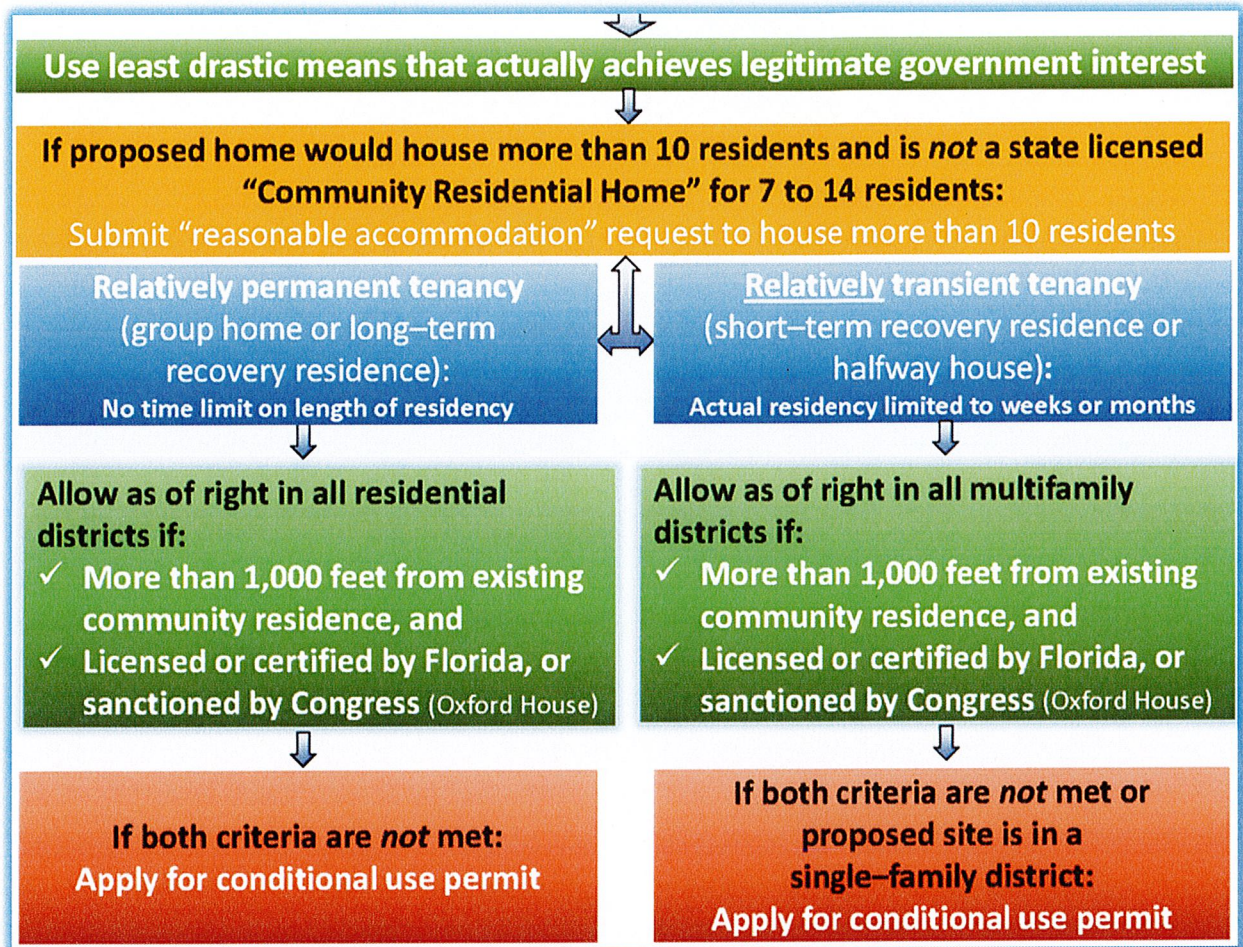 Use least drastic means that actually achieves legitimate government interest
If proposed home would house more than 10 residents and is not a state licensed
“Community Residential Home” for 7 to 14 residents:
Submit “reasonable accommodation” request to house more than 10 residents
Relatively permanent tenancy
(group home or long–term
recovery residence):
No time limit on length of residency
Relatively transient tenancy
(short–term recovery residence or
halfway house):
Actual residency limited to weeks or months
Allow as of right in all residential
districts if:
✓ More than 1,000 feet from existing
community residence, and
✓ Licensed or certified by Florida, or
sanctioned by Congress (Oxford House)
Allow as of right in all multifamily
districts if:
✓ More than 1,000 feet from existing
community residence, and
✓ Licensed or certified by Florida, or
sanctioned by Congress (Oxford House)
If both criteria are not met:
Apply for conditional use permit
If both criteria are not met or
proposed site is in a
single–family district:
Apply for conditional use permit